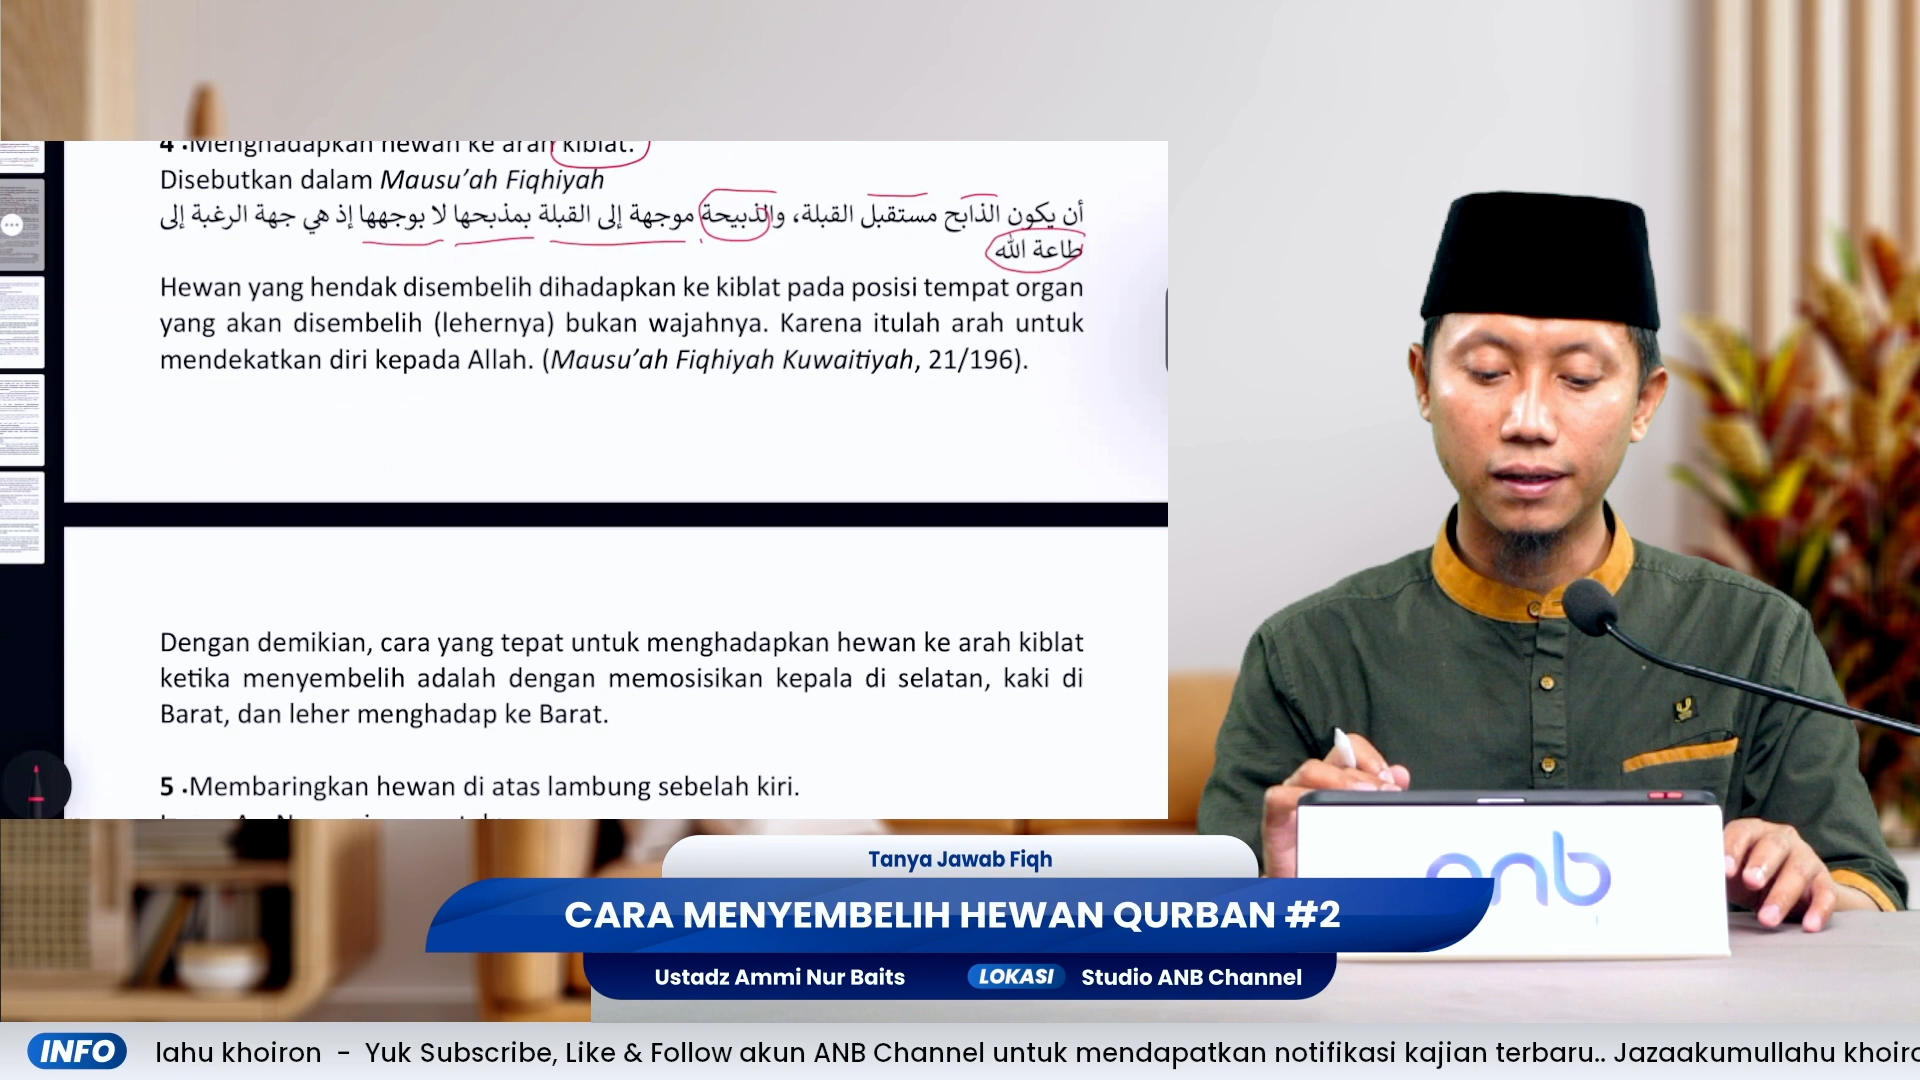 4 .Menghadapkan hewan ke arah kiblat.
Disebutkan dalam Mausu’ah Fiqhiyah
أن يكون الذابح مستقبل القبلة، والذبيحة موجهة إلى القبلة بمذبحها لا بوجهها إذ هي جهة الرغبة إلى
طاعة الله
Hewan yang hendak disembelih dihadapkan ke kiblat pada posisi tempat organ
yang akan disembelih (lehernya) bukan wajahnya. Karena itulah arah untuk
mendekatkan diri kepada Allah. (Mausu’ah Fiqhiyah Kuwaitiyah, 21/196).
Dengan demikian, cara yang tepat untuk menghadapkan hewan ke arah kiblat
ketika menyembelih adalah dengan memosisikan kepala di selatan, kaki di
Barat, dan leher menghadap ke Barat.
5 .Membaringkan hewan di atas lambung sebelah kiri.
anb
Tanya Jawab Fiqh
CARA MENYEMBELIH HEWAN QURBAN #2
Ustadz Ammi Nur Baits LOKASI Studio ANB Channel
INFO lahu khoiron - Yuk Subscribe, Like & Follow akun ANB Channel untuk mendapatkan notifikasi kajian terbaru.. Jazaakumullahu khoiro